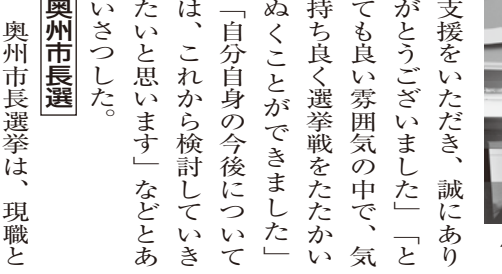 支援をいただき、誠にあり
がとうございました」「と
ても良い雰囲気の中で、気
持ち良く選挙戦をたたかい
ぬくことができました」
「自分自身の今後について
は、これから検討していき
たいと思います」などとあ
いさつした。
奥州市長選
奥州市長選挙は、現職と